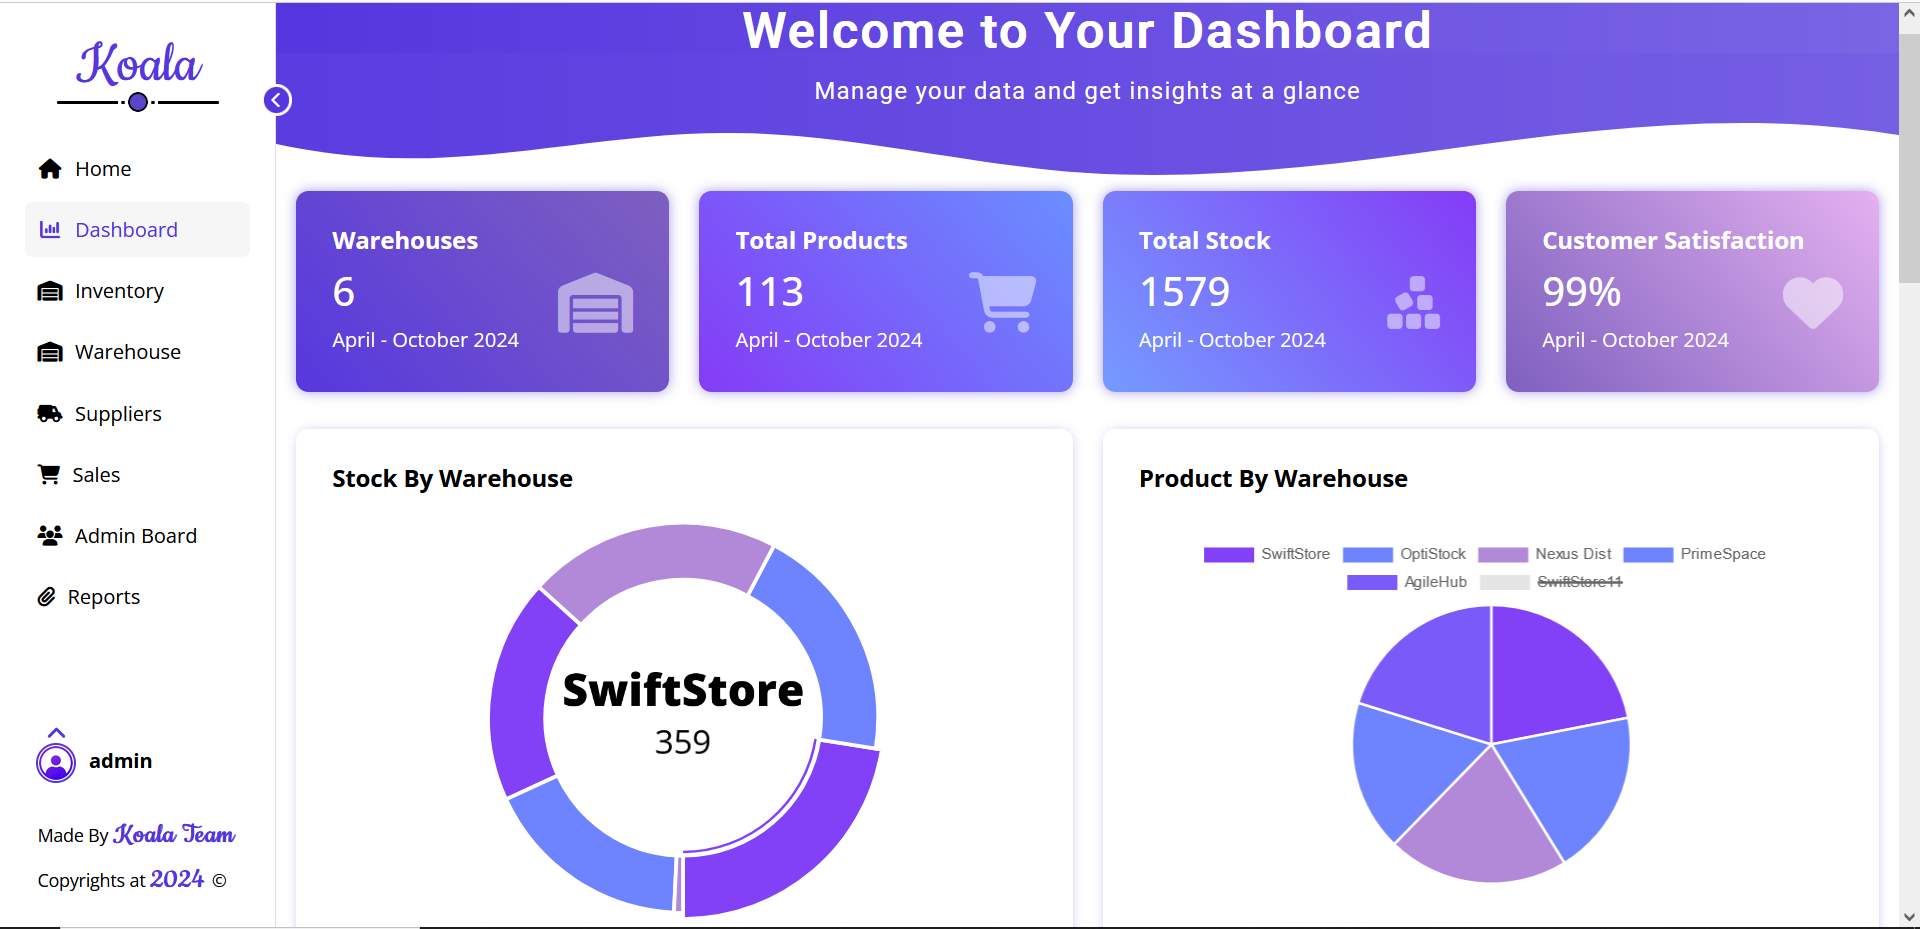 Koala
Home
Dashboard
Inventory
Warehouse
Suppliers
Sales
Admin Board
Reports
admin
Made By Koala Team
Copyrights at 2024 ©
Welcome to Your Dashboard
Manage your data and get insights at a glance
Warehouses
6
April - October 2024
Total Products
113
April - October 2024
Total Stock
1579
April - October 2024
Customer Satisfaction
99%
April - October 2024
Stock By Warehouse
SwiftStore
359
Product By Warehouse
SwiftStore OptiStock Nexus Dist PrimeSpace
AgileHub SwiftStore11